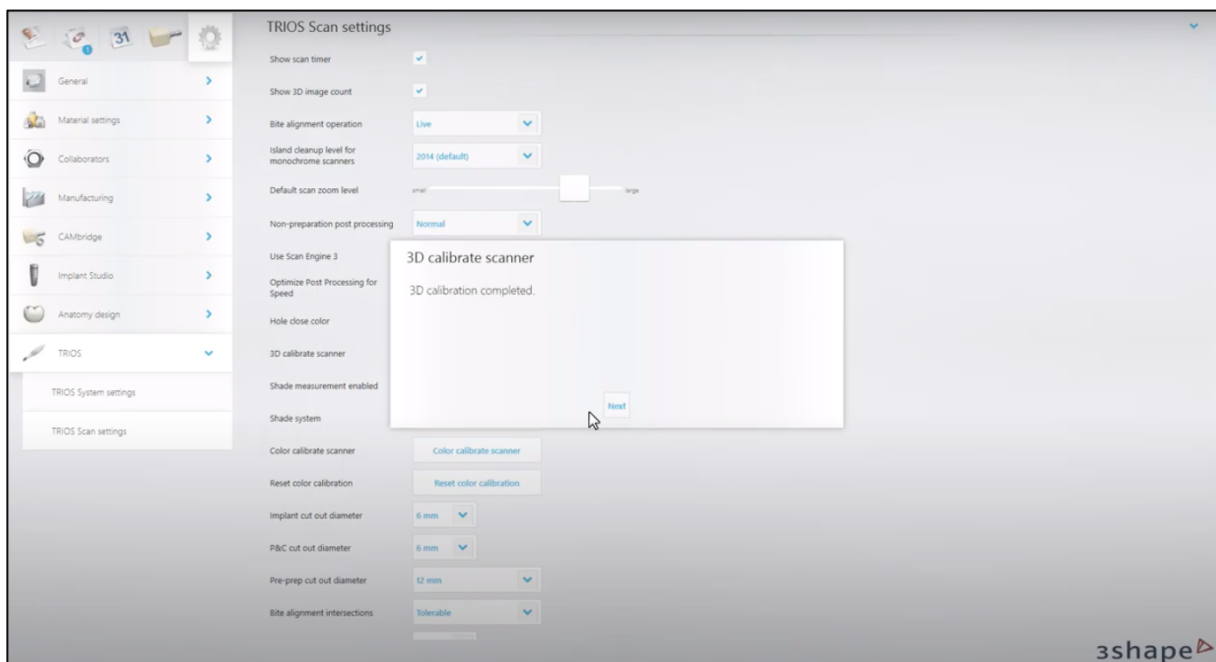 TRIOS Scan settings
31
1
General
Material settings
Collaborators
Manufacturing
CAMbridge
Implant Studio
Anatomy design
TRIOS
TRIOS System settings
TRIOS Scan settings
Show scan timer
Show 3D image count
Bite alignment operation
Live
Island cleanup level for
monochrome scanners
2014 (default)
Default scan zoom level
small
large
Non-preparation post processing
Normal
Use Scan Engine 3
Optimize Post Processing for
Speed
Hole close color
3D calibrate scanner
Shade measurement enabled
Shade system
3D calibrate scanner
3D calibration completed.
Next
Color calibrate scanner
Color calibrate scanner
Reset color calibration
Reset color calibration
Implant cut out diameter
6 mm
P&C cut out diameter
6 mm
Pre-prep cut out diameter
12 mm
Bite alignment intersections
Tolerable
3shape